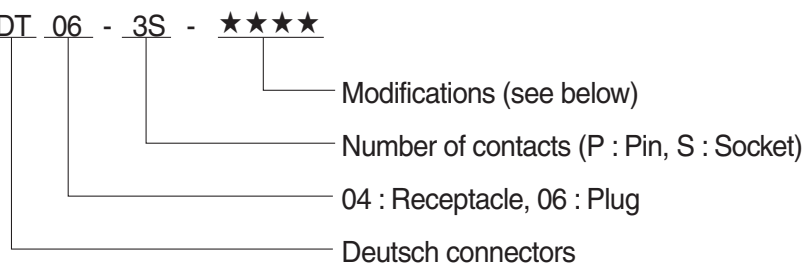 DT 06 - 3S - ★★★★
Modifications (see below)
Number of contacts (P : Pin, S : Socket)
04 : Receptacle, 06 : Plug
Deutsch connectors